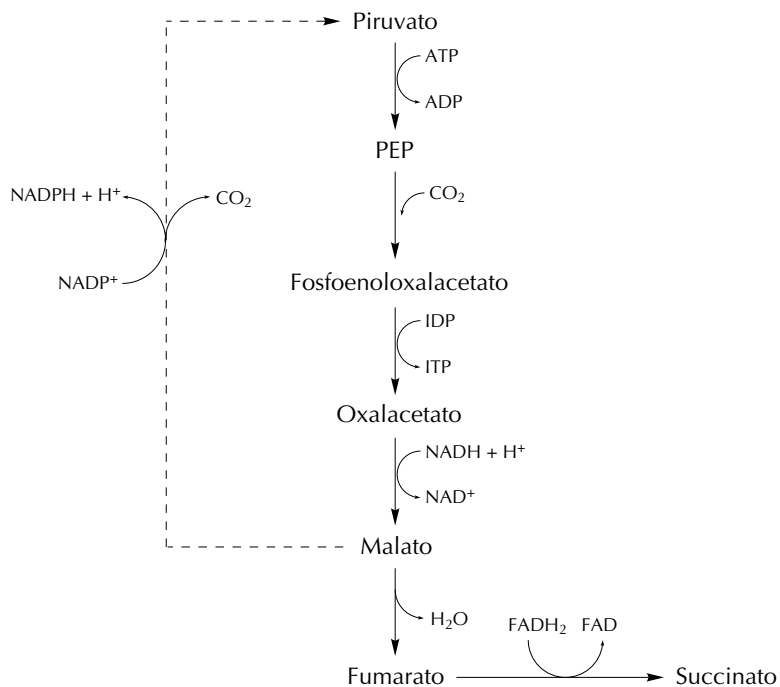 Piruvato
ATP
ADP
PEP
NADPH + H⁺
CO₂
CO₂
NADP⁺
Fosfoenoloxalacetato
IDP
ITP
Oxalacetato
NADH + H⁺
NAD⁺
Malato
H₂O
FADH₂ FAD
Fumarato
Succinato